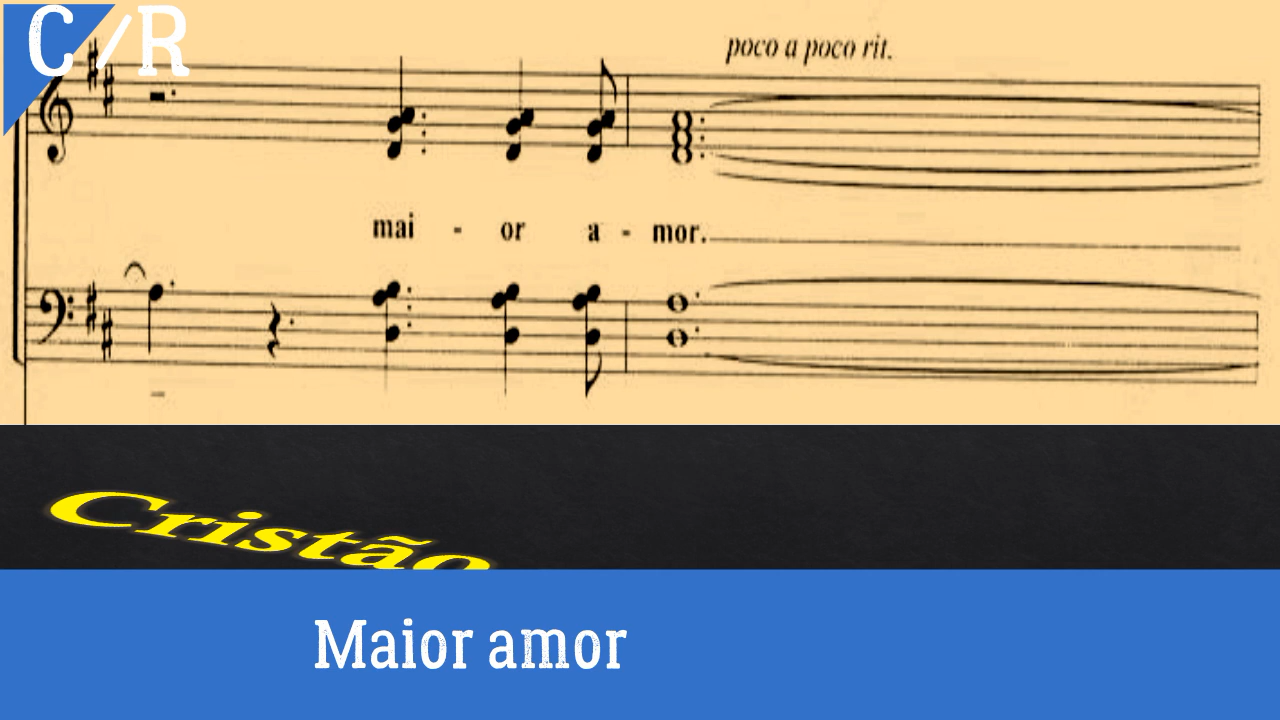 C/R
poco a poco rit.
mai - or a - mor.
Cristão
Maior amor